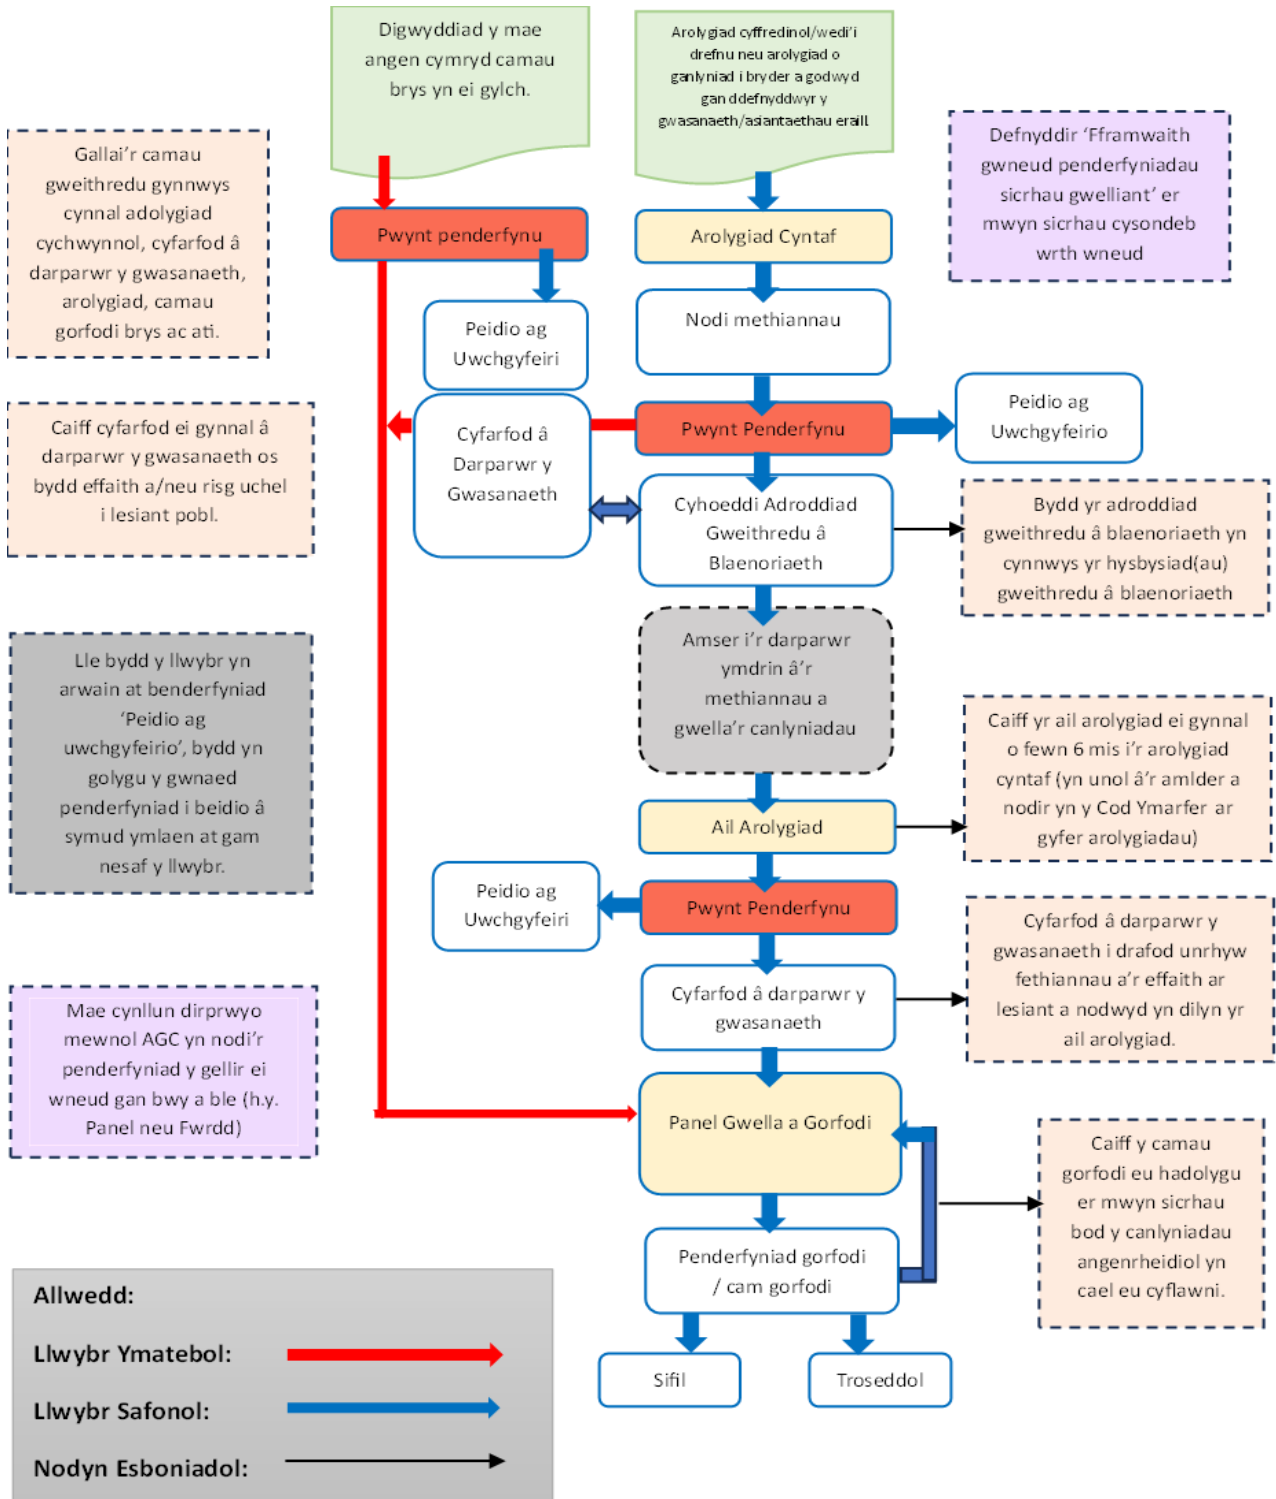 Digwyddiad y mae
angen cymryd camau
brys yn ei gylch.
Arolygiad cyffredinol/wedi'i
drefnu neu arolygiad o
ganlyniad i bryder a godwyd
gan ddefnyddwyr y
gwasanaeth/asiantaethau eraill.
Gallai'r camau
gweithredu gynnwys
cynnal adolygiad
cychwynnol, cyfarfod â
darparwr y gwasanaeth,
arolygiad, camau
gorfodi brys ac ati.
Defnyddir 'Fframwaith
gwneud penderfyniadau
sicrhau gwelliant' er
mwyn sicrhau cysondeb
wrth wneud
Pwynt penderfynu
Arolygiad Cyntaf
Peidio ag
Uwchgyfeiri
Nodi methiannau
Caiff cyfarfod ei gynnal â
darparwr y gwasanaeth os
bydd effaith a/neu risg uchel
i lesiant pobl.
Cyfarfod â
Darparwr y
Gwasanaeth
Pwynt Penderfynu
Peidio ag
Uwchgyfeirio
Cyhoeddi Adroddiad
Gweithredu â
Blaenoriaeth
Bydd yr adroddiad
gweithredu â blaenoriaeth yn
cynnwys yr hysbysiad(au)
gweithredu â blaenoriaeth
Lle bydd y llwybr yn
arwain at benderfyniad
'Peidio ag
uwchgyfeirio', bydd yn
golygu y gwnaed
penderfyniad i beidio â
symud ymlaen at gam
nesaf y llwybr.
Amser i'r darparwr
ymdrin â'r
methiannau a
gwella'r canlyniadau
Caiff yr ail arolygiad ei gynnal
o fewn 6 mis i'r arolygiad
cyntaf (yn unol â'r amlder a
nodir yn y Cod Ymarfer ar
gyfer arolygiadau)
Ail Arolygiad
Peidio ag
Uwchgyfeiri
Pwynt Penderfynu
Cyfarfod â darparwr y
gwasanaeth i drafod unrhyw
fethiannau a'r effaith ar
lesiant a nodwyd yn dilyn yr
ail arolygiad.
Cyfarfod â darparwr y
gwasanaeth
Mae cynllun dirprwyo
mewnol AGC yn nodi'r
penderfyniad y gellir ei
wneud gan bwy a ble (h.y.
Panel neu Fwrdd)
Panel Gwella a Gorfodi
Caiff y camau
gorfodi eu hadolygu
er mwyn sicrhau
bod y canlyniadau
angenrheidiol yn
cael eu cyflawni.
Penderfyniad gorfodi
/ cam gorfodi
Sifil
Troseddol
Allwedd:
Llwybr Ymatebol:
Llwybr Safonol:
Nodyn Esboniadol: